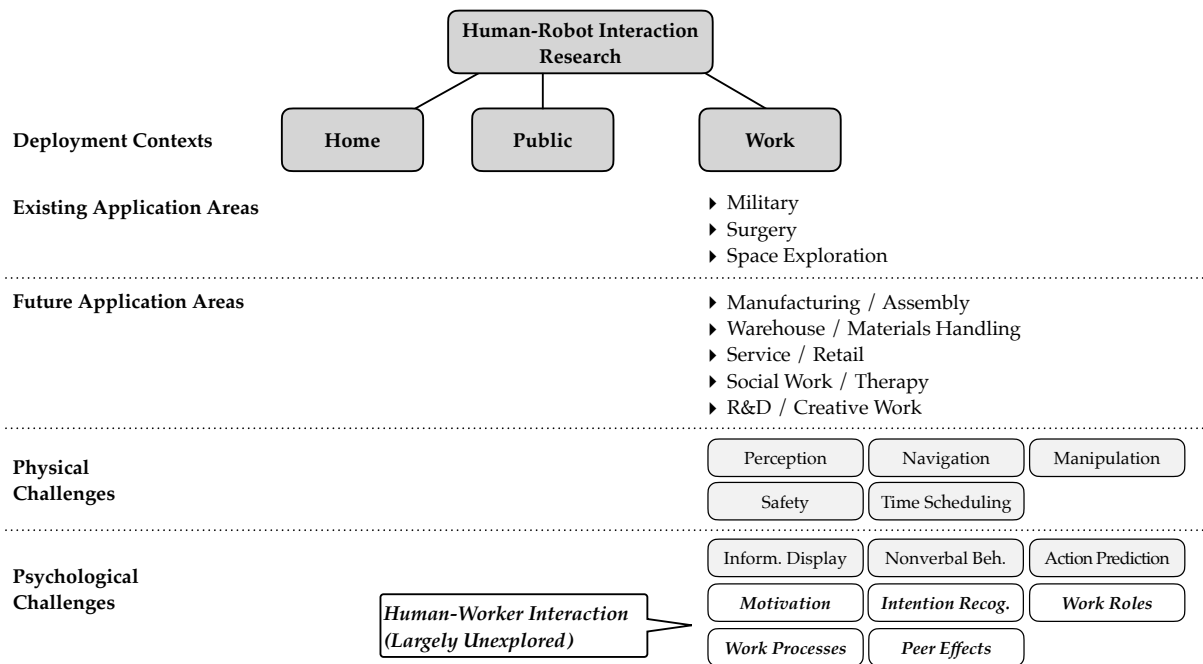 Human-Robot Interaction
Research
Deployment Contexts
Home
Public
Work
Existing Application Areas
Military
Surgery
Space Exploration
Future Application Areas
Manufacturing / Assembly
Warehouse / Materials Handling
Service / Retail
Social Work / Therapy
R&D / Creative Work
Physical
Challenges
Perception
Navigation
Manipulation
Safety
Time Scheduling
Psychological
Challenges
Inform. Display
Nonverbal Beh.
Action Prediction
Human-Worker Interaction
(Largely Unexplored)
Motivation
Intention Recog.
Work Roles
Work Processes
Peer Effects